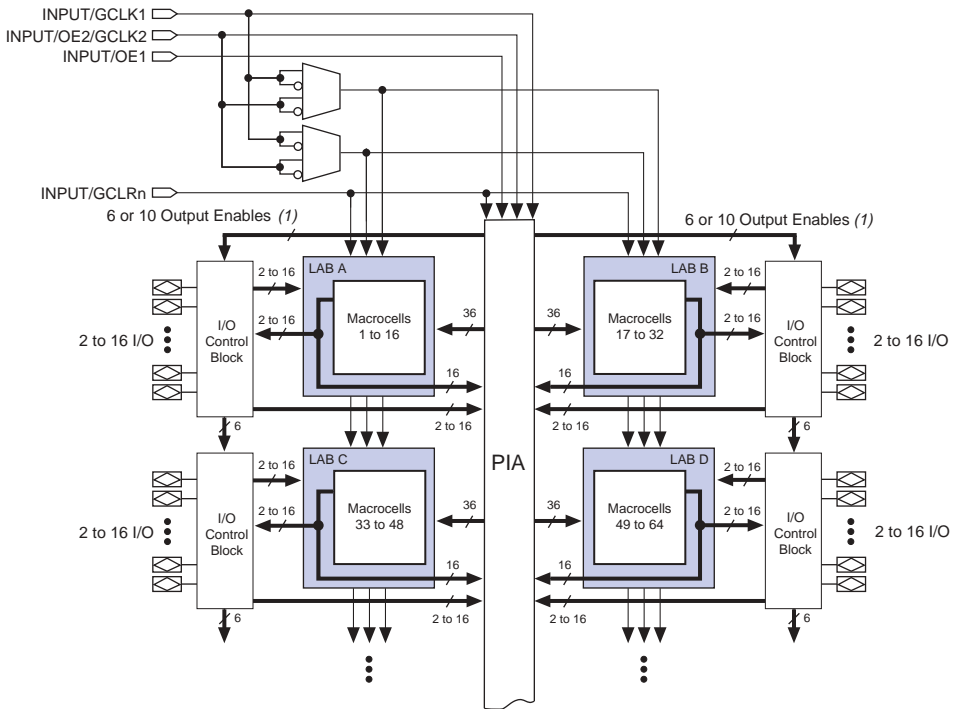 INPUT/GCLK1
INPUT/OE2/GCLK2
INPUT/OE1
INPUT/GCLRn
6 or 10 Output Enables (1)
6 or 10 Output Enables (1)
LAB A
LAB B
2 to 16
2 to 16
36
36
2 to 16
2 to 16
Macrocells
1 to 16
Macrocells
17 to 32
2 to 16 I/O
I/O
Control
Block
I/O
Control
Block
2 to 16 I/O
16
16
2 to 16
2 to 16
6
6
PIA
LAB C
LAB D
2 to 16
2 to 16
36
36
2 to 16
2 to 16
Macrocells
33 to 48
Macrocells
49 to 64
2 to 16 I/O
I/O
Control
Block
I/O
Control
Block
2 to 16 I/O
16
16
2 to 16
2 to 16
6
6